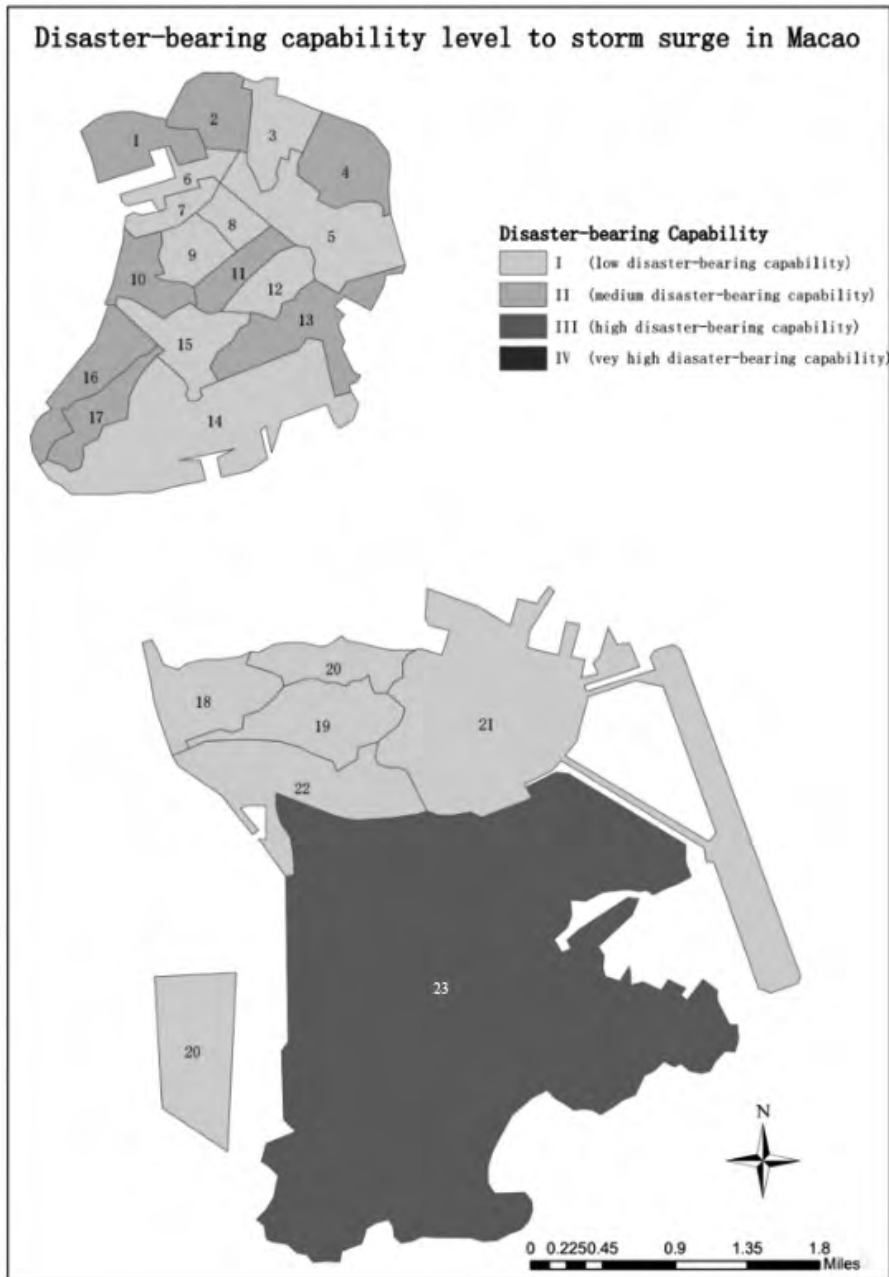 Disaster-bearing capability level to storm surge in Macao
2
3
1
4
6
7
8
5
9
10
11
12
13
15
16
17
14
Disaster-bearing Capability
I (low disaster-bearing capability)
II (medium disaster-bearing capability)
III (high disaster-bearing capability)
IV (vey high diasater-bearing capability)
20
18
19
21
22
23
20
N
0 0.2250.45 0.9 1.35 1.8
Miles